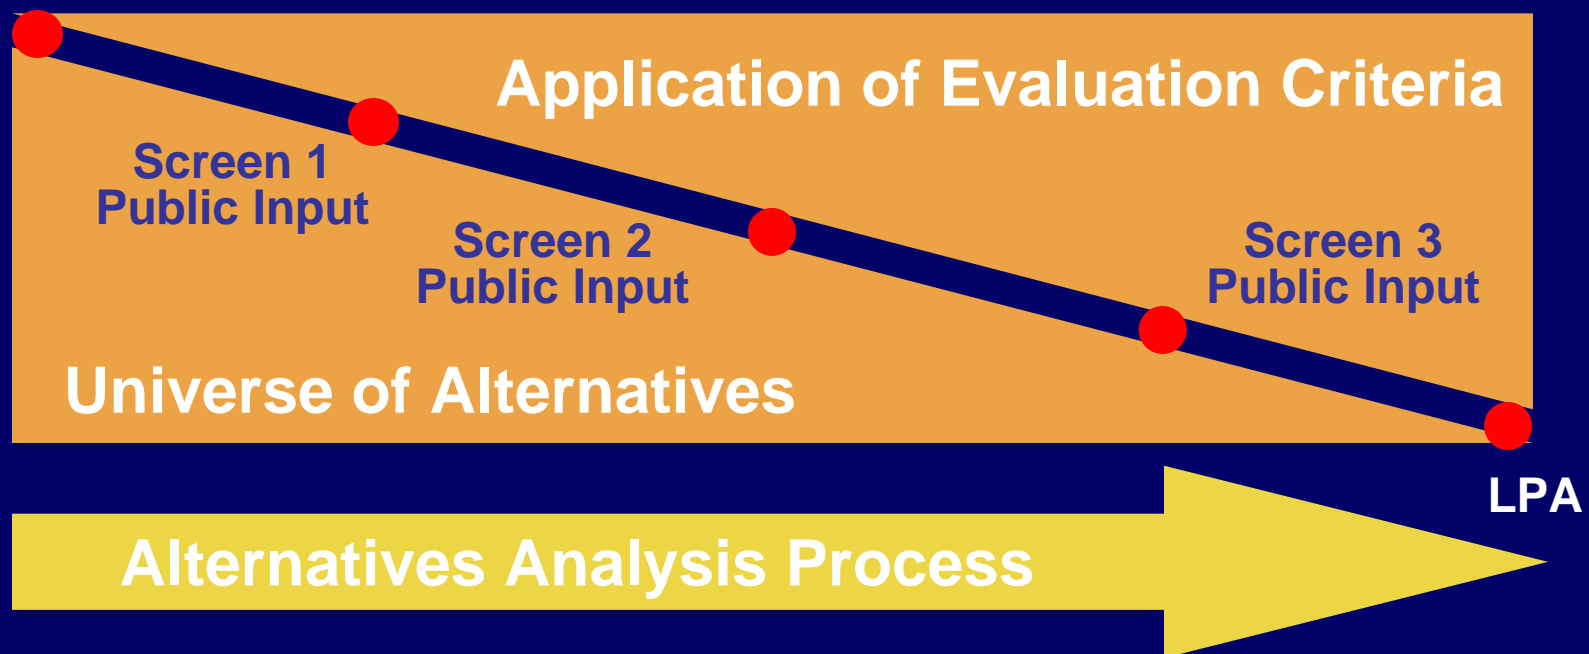 Application of Evaluation Criteria
Screen 1
Public Input
Screen 2
Public Input
Screen 3
Public Input
Universe of Alternatives
LPA
Alternatives Analysis Process